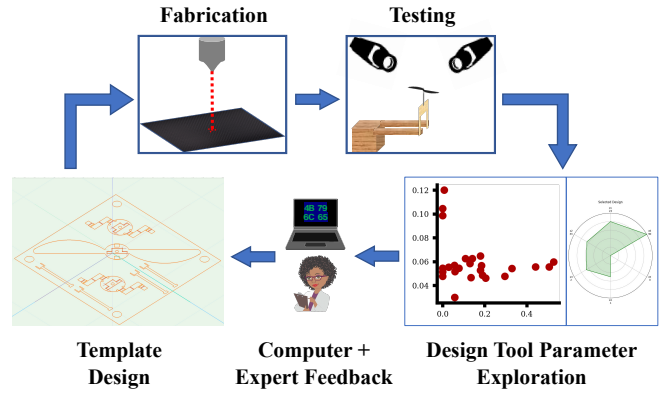 Fabrication
Testing
4B 79
6C 65
0.12
0.10
0.08
0.06
0.04
0.0
0.2
0.4
Selected Design
Template
Design
Computer +
Expert Feedback
Design Tool Parameter
Exploration